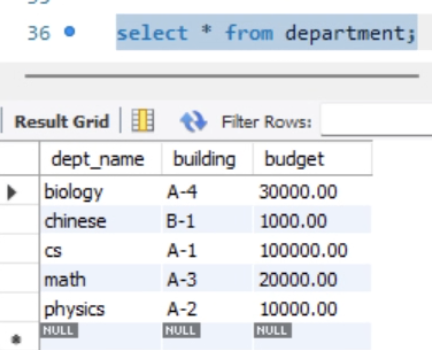 36 select * from department;
Result Grid Filter Rows:
dept_name building budget
biology A-4 30000.00
chinese B-1 1000.00
cs A-1 100000.00
math A-3 20000.00
physics A-2 10000.00
NULL NULL NULL